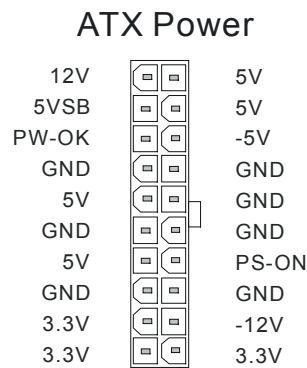 ATX Power
12V 5V
5VSB 5V
PW-OK -5V
GND GND
5V GND
GND GND
5V PS-ON
GND GND
3.3V -12V
3.3V 3.3V